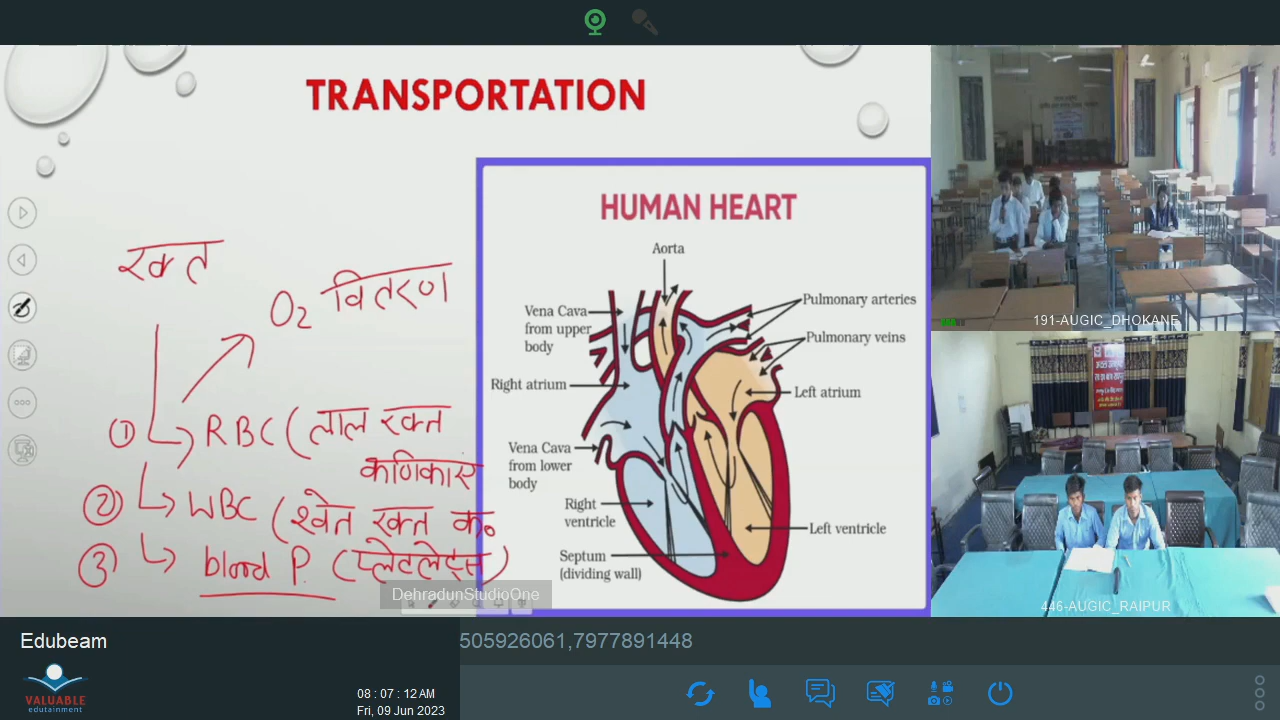 TRANSPORTATION
रक्त
O2 वितरण
① RBC (लाल रक्त
कणिकाएं
② WBC (श्वेत रक्त क॰
③ blood P. (प्लेटलेट्स)
HUMAN HEART
Aorta
Vena Cava
from upper
body
Right atrium
Vena Cava
from lower
body
Right
ventricle
Septum
(dividing wall)
Pulmonary arteries
Pulmonary veins
Left atrium
Left ventricle
DehradunStudioOne
191-AUGIC_DHOKANE
446-AUGIC_RAIPUR
Edubeam
505926061,7977891448
VALUABLE
edutainment
08 : 07 : 12 AM
Fri, 09 Jun 2023